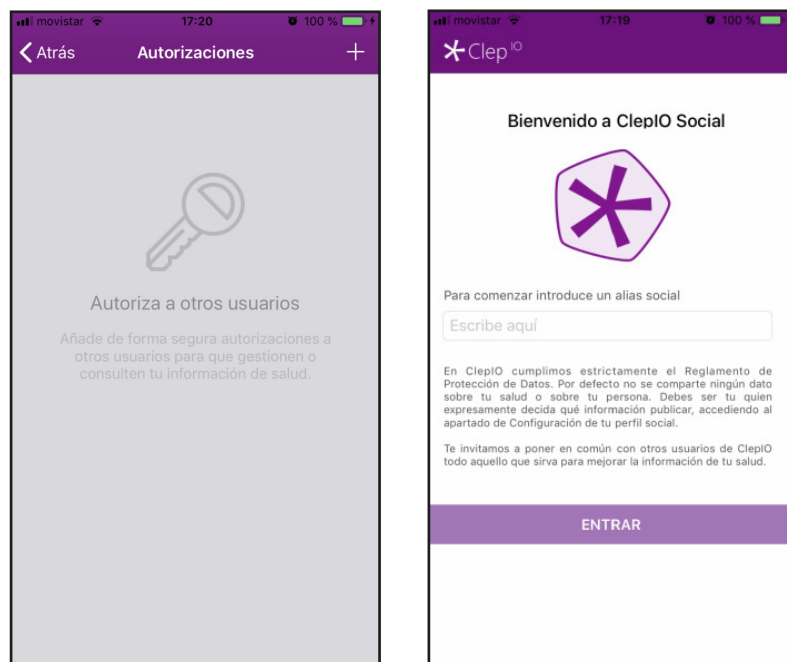 movistar 17:20 100 %
Atrás Autorizaciones +
Autoriza a otros usuarios
Añade de forma segura autorizaciones a
otros usuarios para que gestionen o
consulten tu información de salud.
movistar 17:19 100 %
Clep IO
Bienvenido a ClepIO Social
Para comenzar introduce un alias social
Escribe aquí
En ClepIO cumplimos estrictamente el Reglamento de
Protección de Datos. Por defecto no se comparte ningún dato
sobre tu salud o sobre tu persona. Debes ser tu quien
expresamente decida qué información publicar, accediendo al
apartado de Configuración de tu perfil social.
Te invitamos a poner en común con otros usuarios de ClepIO
todo aquello que sirva para mejorar la información de tu salud.
ENTRAR